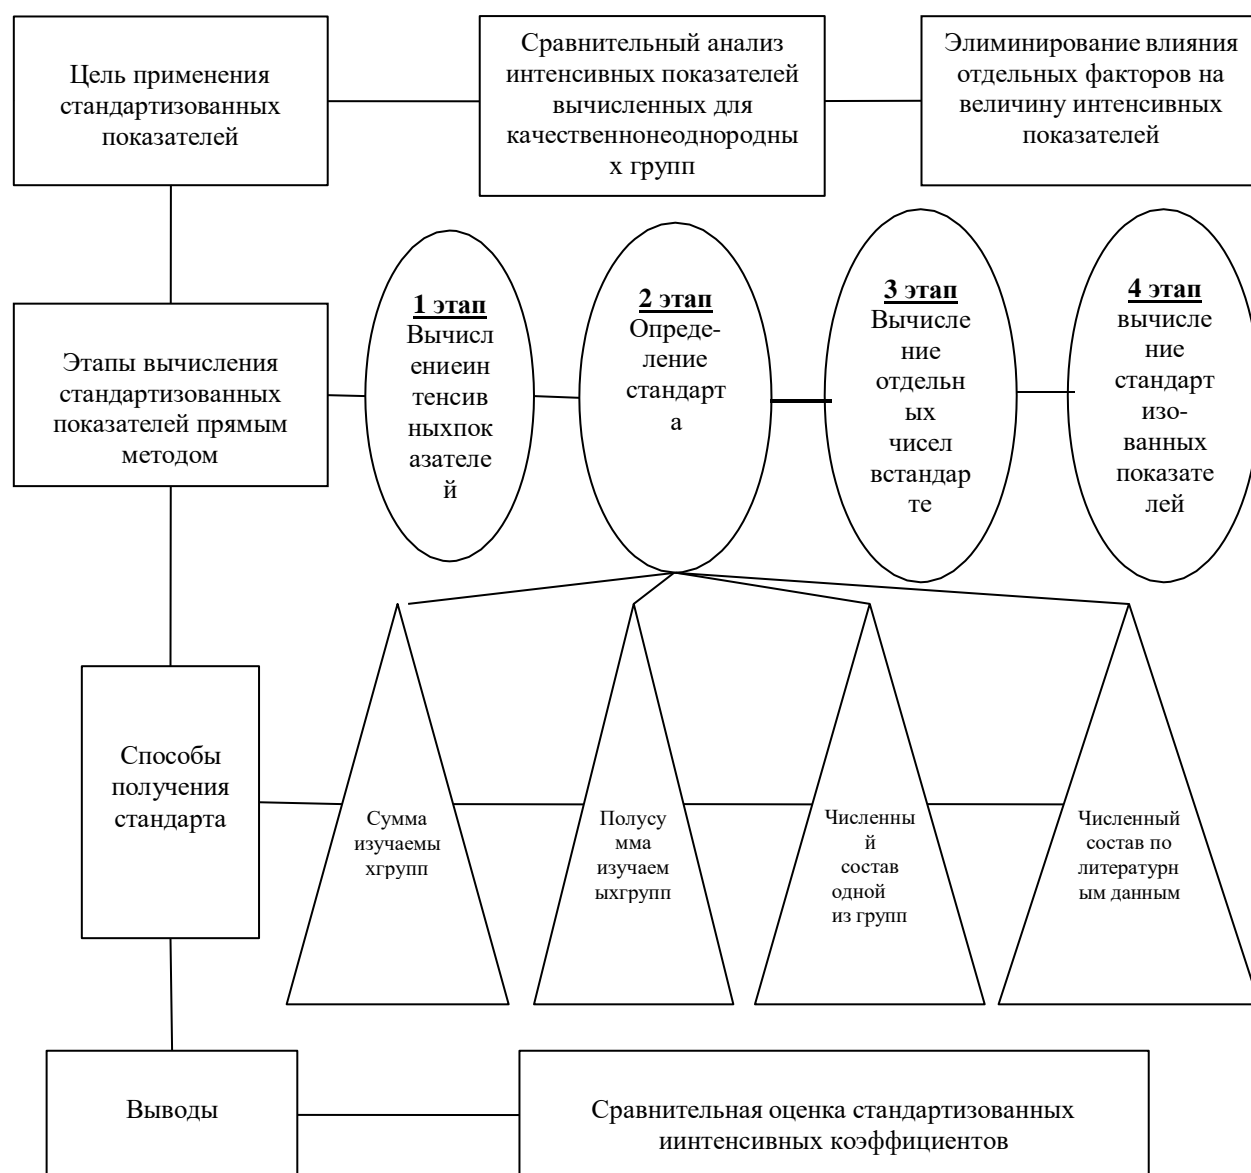 Цель применения
стандартизованных
показателей
Сравнительный анализ
интенсивных показателей
вычисленных для
качественнонеоднородны
х групп
Элиминирование влияния
отдельных факторов на
величину интенсивных
показателей
Этапы вычисления
стандартизованных
показателей прямым
методом
1 этап
Вычисл
ениеин
тенсив
ныхпок
азателе
й
2 этап
Опреде-
ление
стандарт
а
3 этап
Вычисле
ние
отдельн
ых
чисел
встандар
те
4 этап
вычисле
ние
стандарт
изо-
ванных
показате
лей
Способы
получения
стандарта
Сумма
изучаемы
хгрупп
Полусу
мма
изучаем
ыхгрупп
Численны
й
состав
одной
из групп
Численный
состав по
литературн
ым данным
Выводы
Сравнительная оценка стандартизованных
иинтенсивных коэффициентов